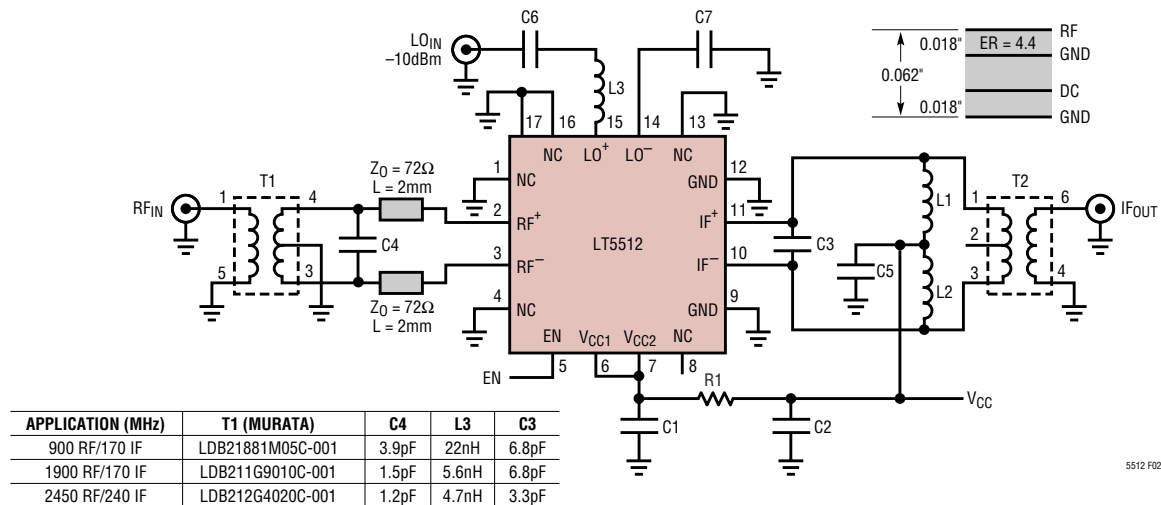 C6
C7
LOIN
–10dBm
L3
0.018"
ER = 4.4
RF
GND
0.062"
DC
0.018"
GND
17
16
15
14
13
NC
LO+
LO–
NC
T1
Z0 = 72Ω
L = 2mm
1
NC
GND
12
RFIN
1
4
2
RF+
IF+
11
C4
LT5512
C3
L1
1
T2
6
IFOUT
2
5
3
3
RF–
IF–
10
C5
L2
3
4
Z0 = 72Ω
L = 2mm
4
NC
GND
9
EN
VCC1
VCC2
NC
EN
5
6
7
8
R1
VCC
C1
C2
APPLICATION (MHz) T1 (MURATA) C4 L3 C3
900 RF/170 IF LDB21881M05C-001 3.9pF 22nH 6.8pF
1900 RF/170 IF LDB211G9010C-001 1.5pF 5.6nH 6.8pF
2450 RF/240 IF LDB212G4020C-001 1.2pF 4.7nH 3.3pF
5512 F02